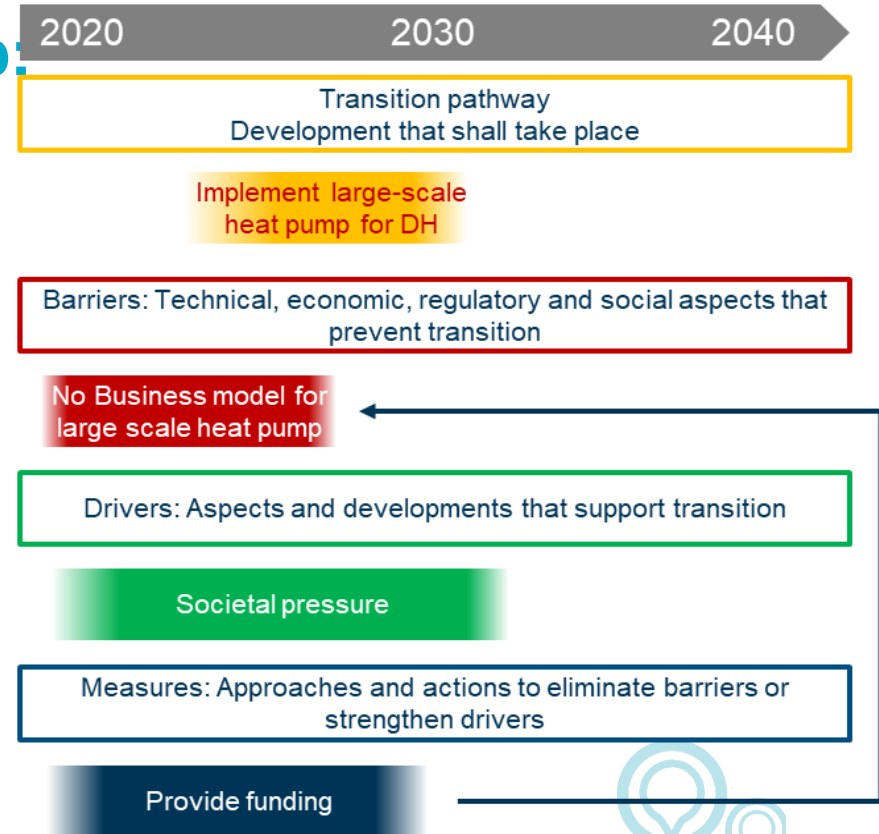 2020 2030 2040
Transition pathway
Development that shall take place
Implement large-scale
heat pump for DH
Barriers: Technical, economic, regulatory and social aspects that
prevent transition
No Business model for
large scale heat pump
Drivers: Aspects and developments that support transition
Societal pressure
Measures: Approaches and actions to eliminate barriers or
strengthen drivers
Provide funding